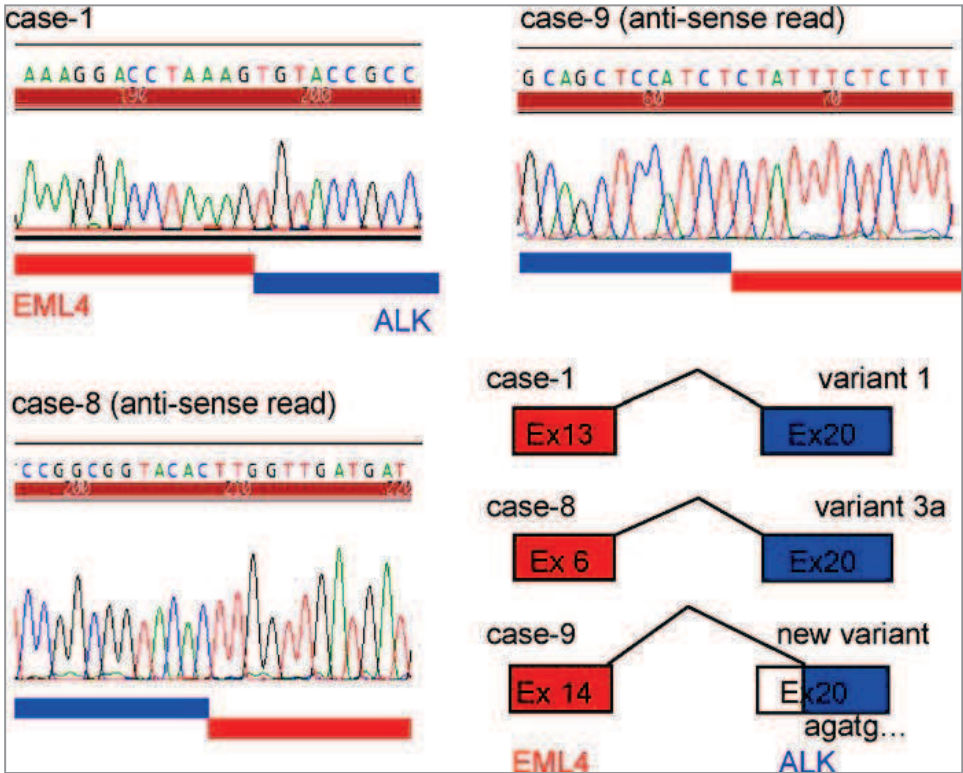 case-1
AAAGGACCTAAAGTGTACCGCC
190 200
EML4
ALK
case-9 (anti-sense read)
GCAGCTCCATCTCTATTTCTCTTT
60 70
case-8 (anti-sense read)
CCGGCGGTACACTTGGTTGATGAT
200 210 220
case-1 variant 1
Ex13 Ex20
case-8 variant 3a
Ex 6 Ex20
case-9 new variant
Ex 14 Ex20
agatg...
EML4 ALK